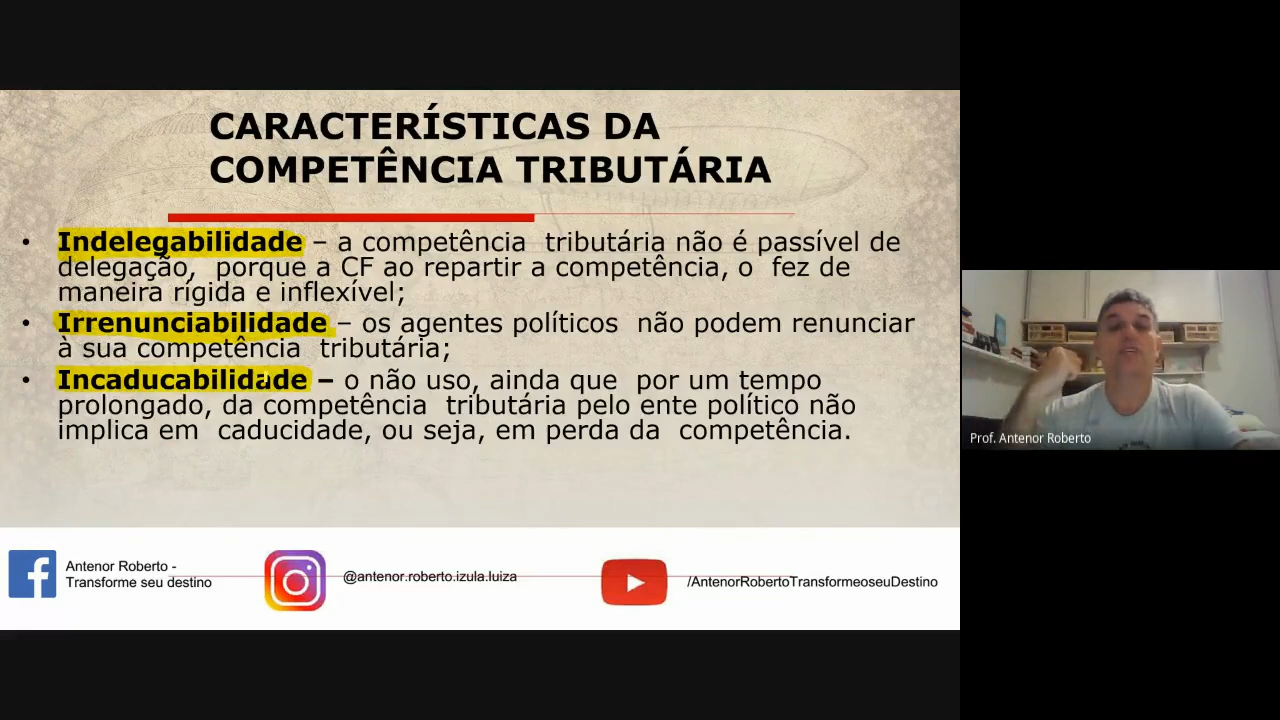 CARACTERÍSTICAS DA
COMPETÊNCIA TRIBUTÁRIA
• Indelegabilidade – a competência tributária não é passível de
delegação, porque a CF ao repartir a competência, o fez de
maneira rígida e inflexível;
• Irrenunciabilidade – os agentes políticos não podem renunciar
à sua competência tributária;
• Incaducabilidade – o não uso, ainda que por um tempo
prolongado, da competência tributária pelo ente político não
implica em caducidade, ou seja, em perda da competência.
Prof. Antenor Roberto
Antenor Roberto -
Transforme seu destino
@antenor.roberto.izula.luiza
/AntenorRobertoTransformeoseuDestino